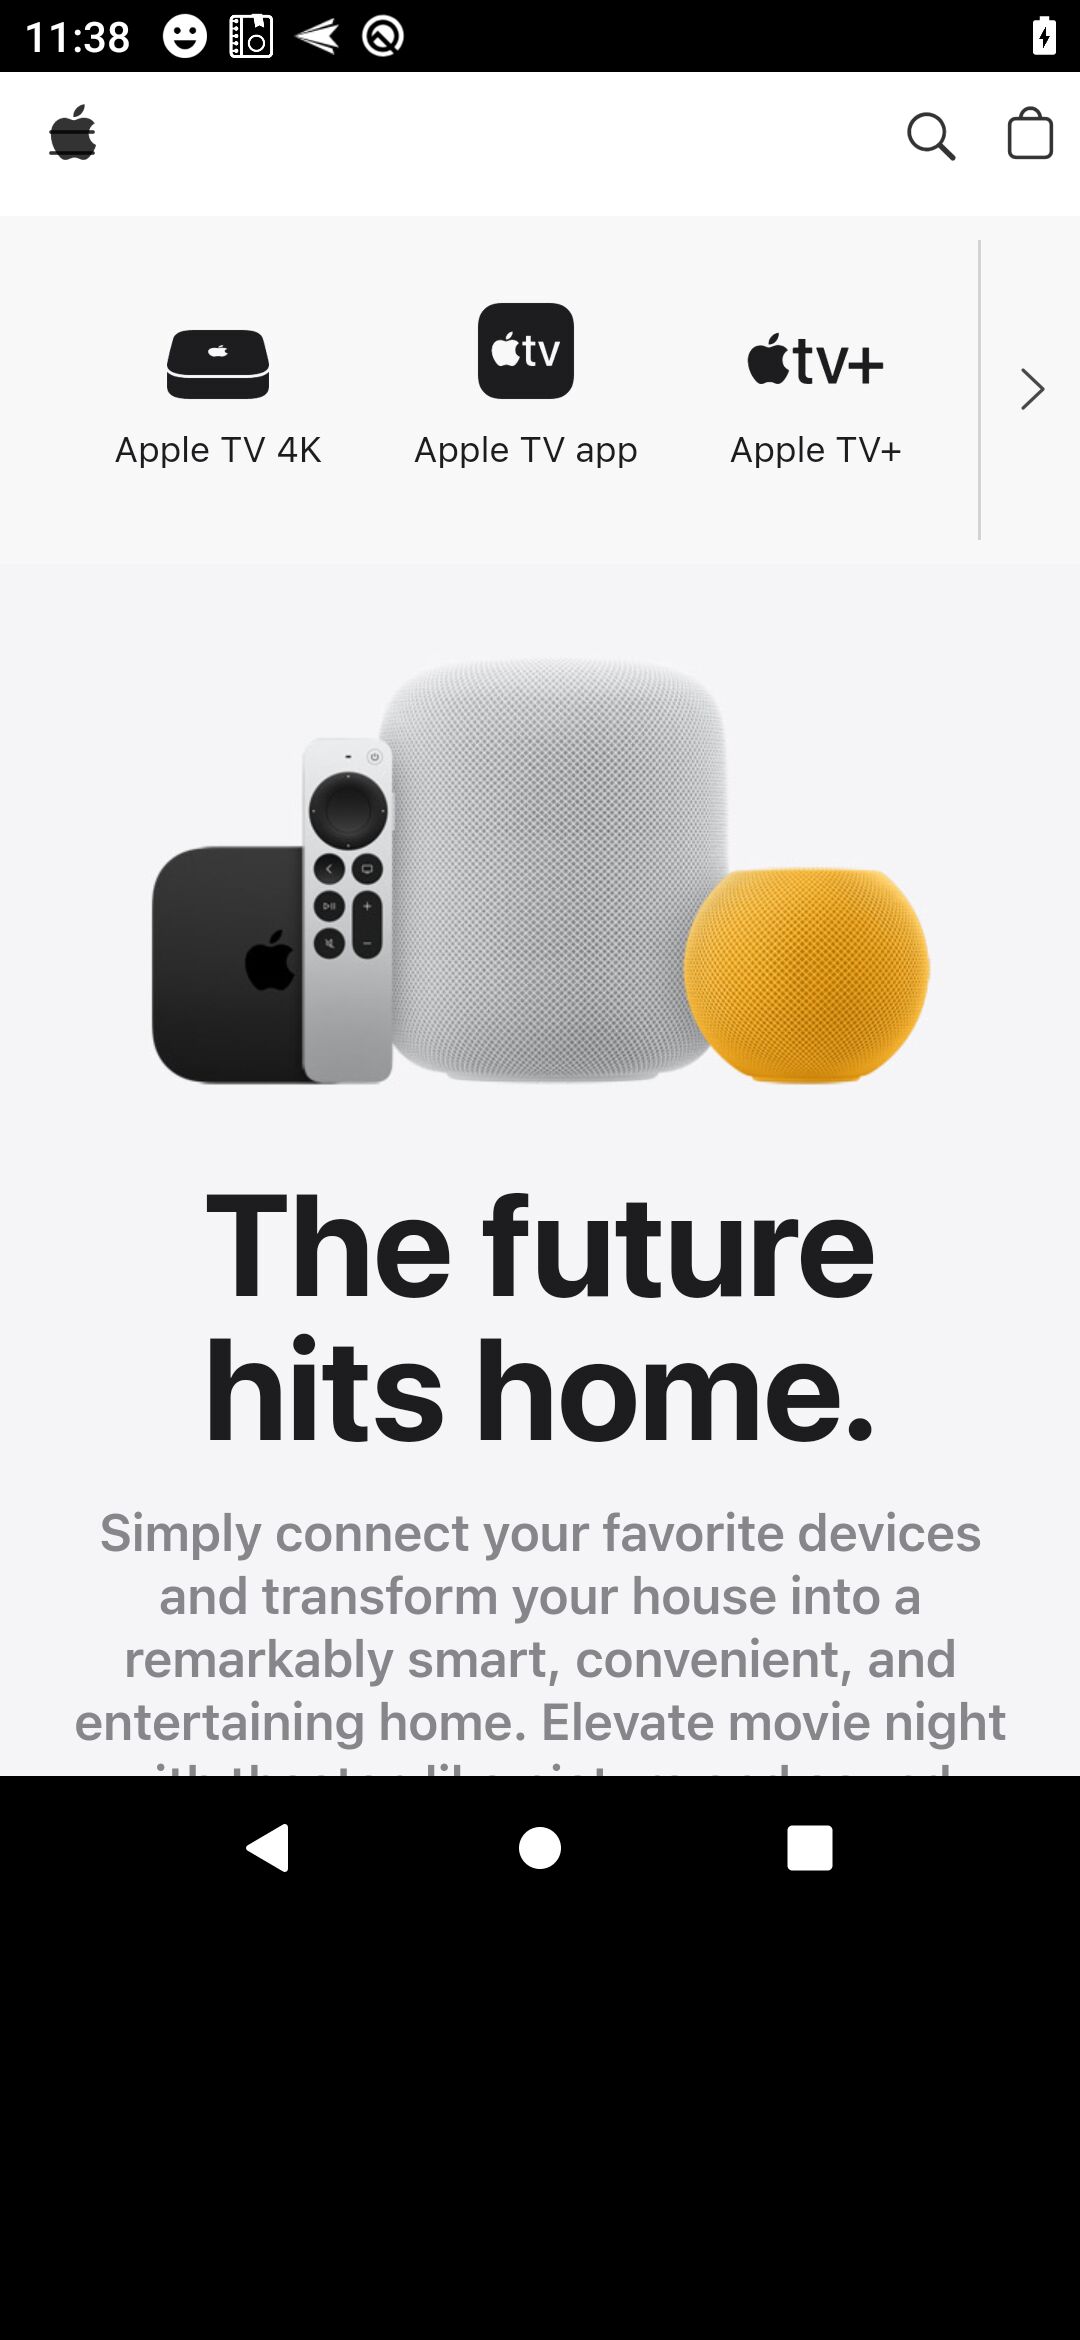 11:38
tv
tv+
Apple TV 4K
Apple TV app
Apple TV+
The future
hits home.
Simply connect your favorite devices
and transform your house into a
remarkably smart, convenient, and
entertaining home. Elevate movie night